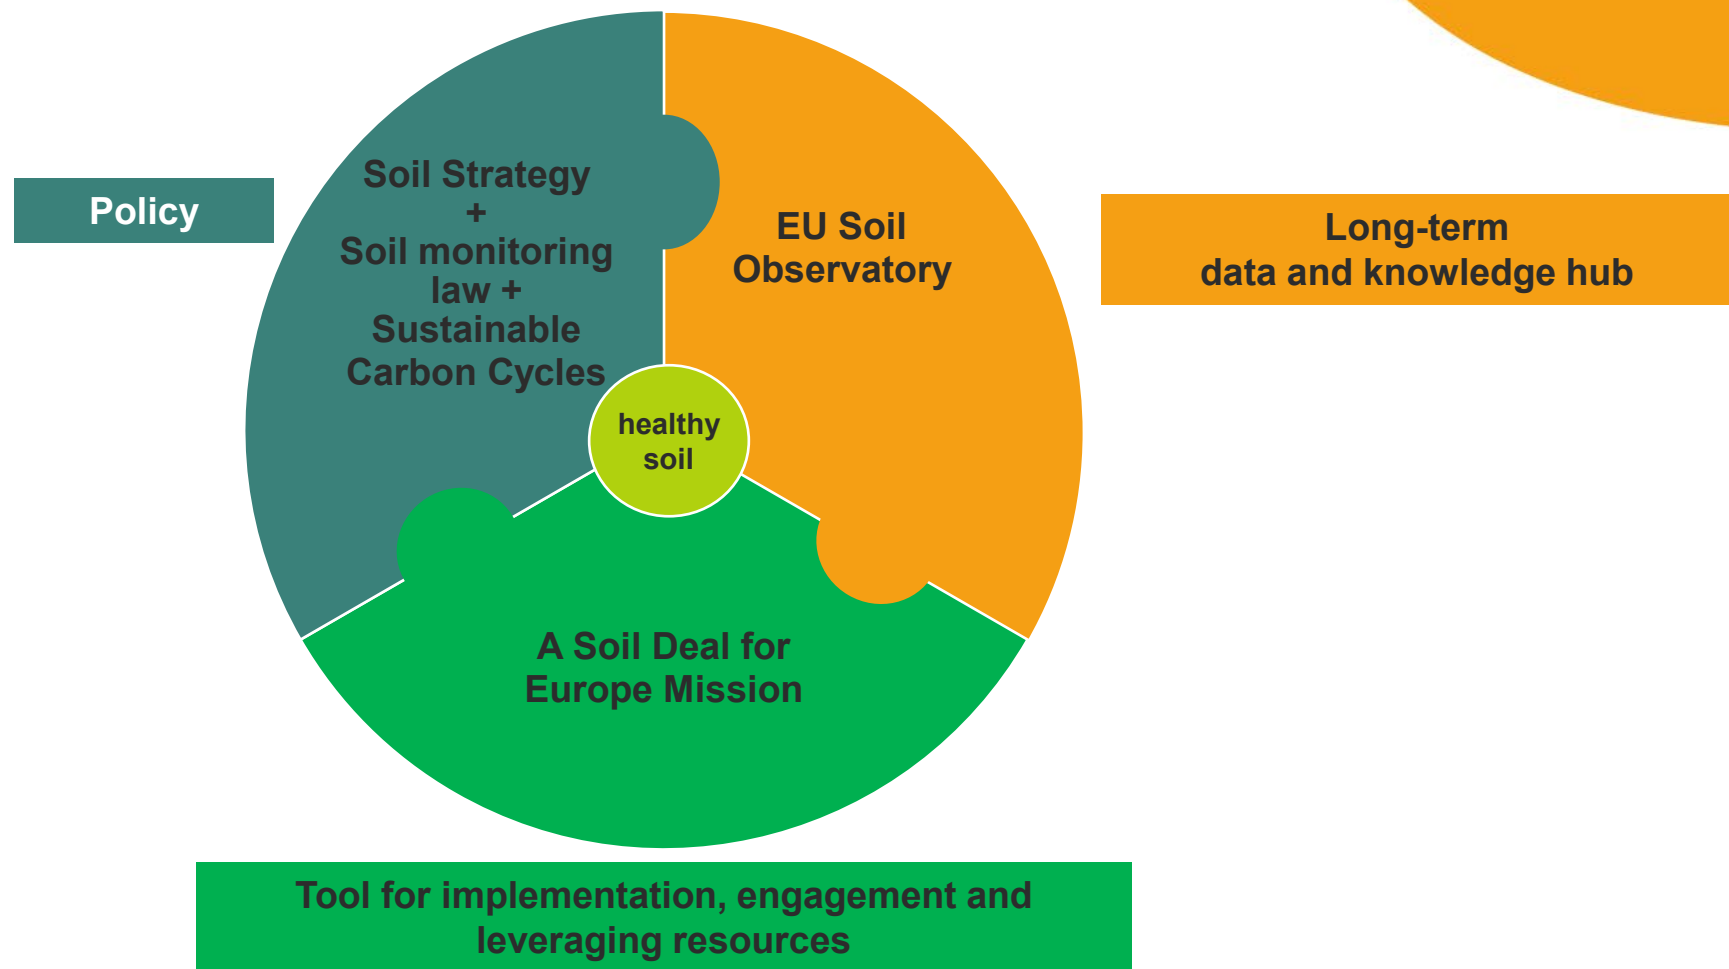 Policy
Soil Strategy
+
Soil monitoring
law +
Sustainable
Carbon Cycles
EU Soil
Observatory
Long-term
data and knowledge hub
healthy
soil
A Soil Deal for
Europe Mission
Tool for implementation, engagement and
leveraging resources